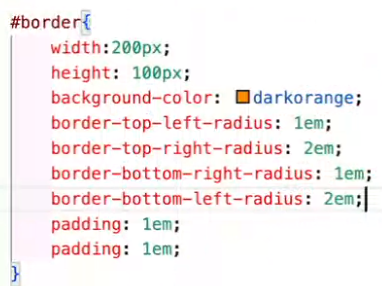 #border{
width:200px;
height: 100px;
background-color: darkorange;
border-top-left-radius: 1em;
border-top-right-radius: 2em;
border-bottom-right-radius: 1em;
border-bottom-left-radius: 2em;
padding: 1em;
padding: 1em;
}